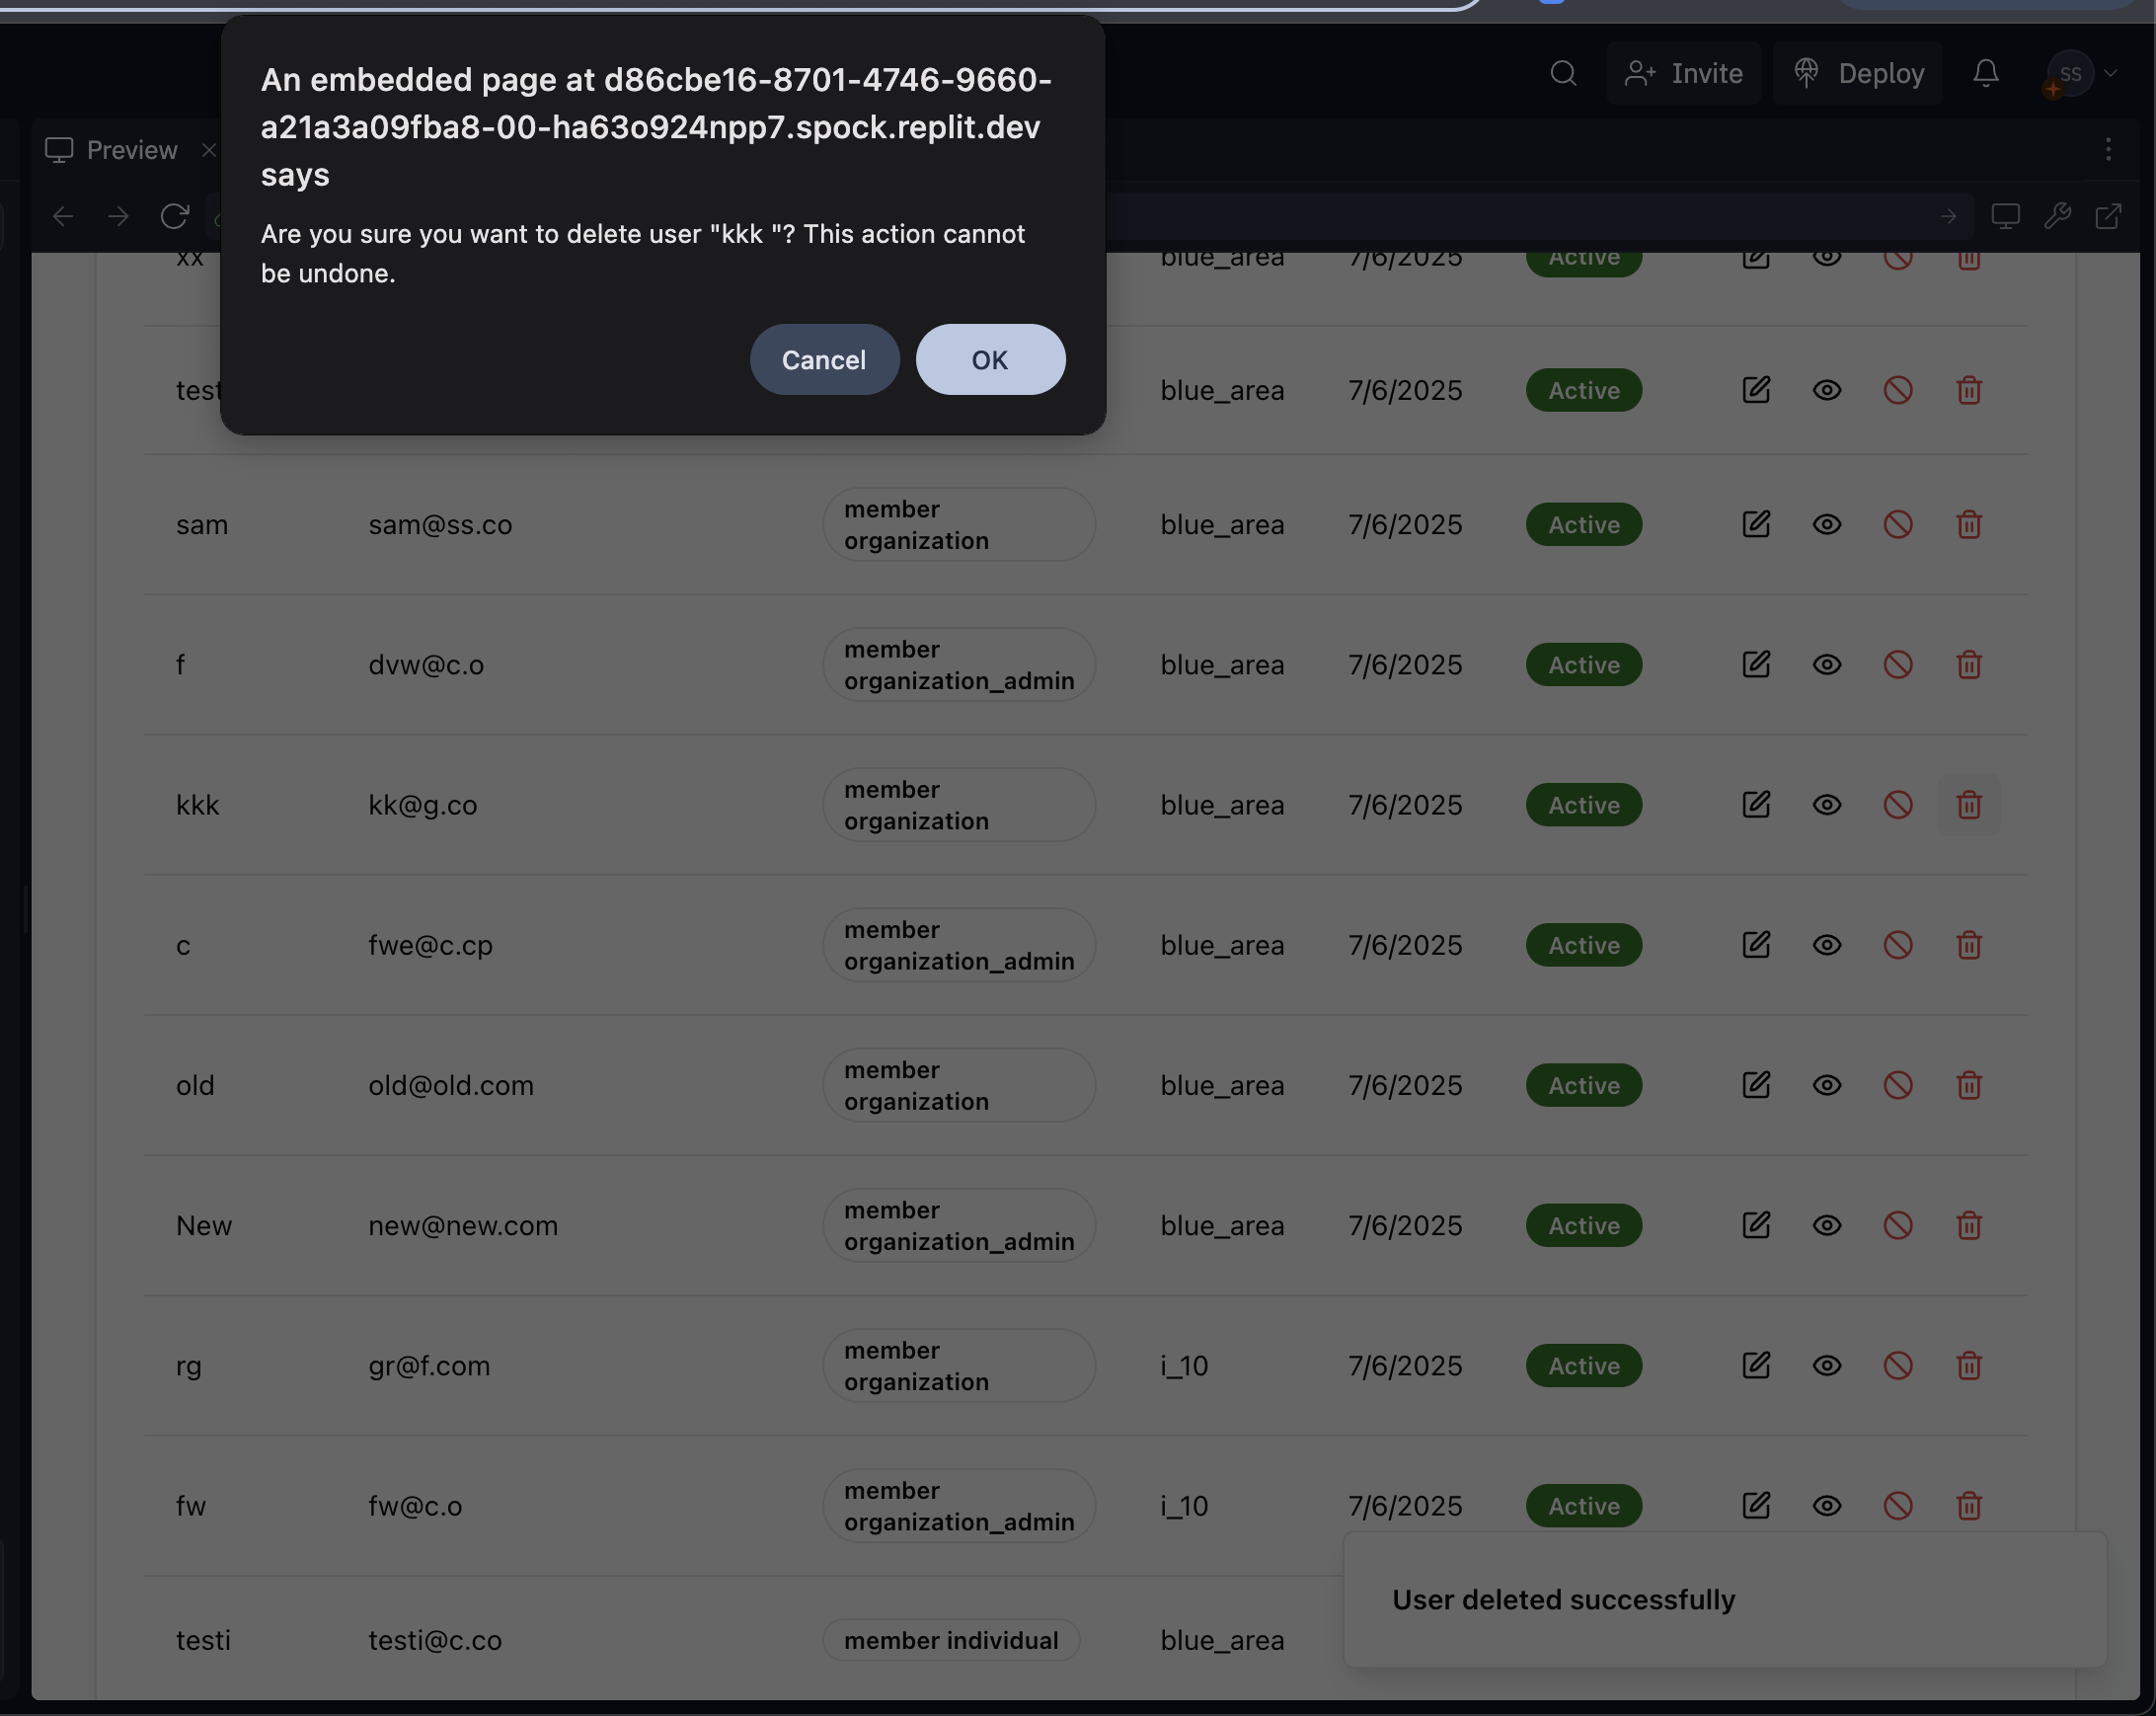 An embedded page at d86cbe16-8701-4746-9660-
a21a3a09fba8-00-ha63o924npp7.spock.replit.dev
says
Are you sure you want to delete user "kkk "? This action cannot
be undone.
Cancel
OK
Invite
Deploy
SS
Preview
xx
blue_area
7/6/2025
Active
test
blue_area
7/6/2025
Active
sam
sam@ss.co
member
organization
blue_area
7/6/2025
Active
f
dvw@c.o
member
organization_admin
blue_area
7/6/2025
Active
kkk
kk@g.co
member
organization
blue_area
7/6/2025
Active
c
fwe@c.cp
member
organization_admin
blue_area
7/6/2025
Active
old
old@old.com
member
organization
blue_area
7/6/2025
Active
New
new@new.com
member
organization_admin
blue_area
7/6/2025
Active
rg
gr@f.com
member
organization
i_10
7/6/2025
Active
fw
fw@c.o
member
organization_admin
i_10
7/6/2025
Active
testi
testi@c.co
member individual
blue_area
User deleted successfully